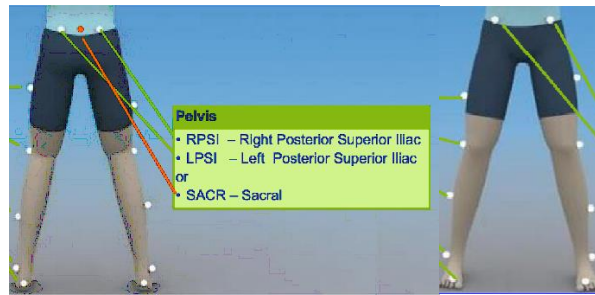 Pelvis
• RPSI – Right Posterior Superior Iliac
• LPSI – Left Posterior Superior Iliac
or
• SACR – Sacral